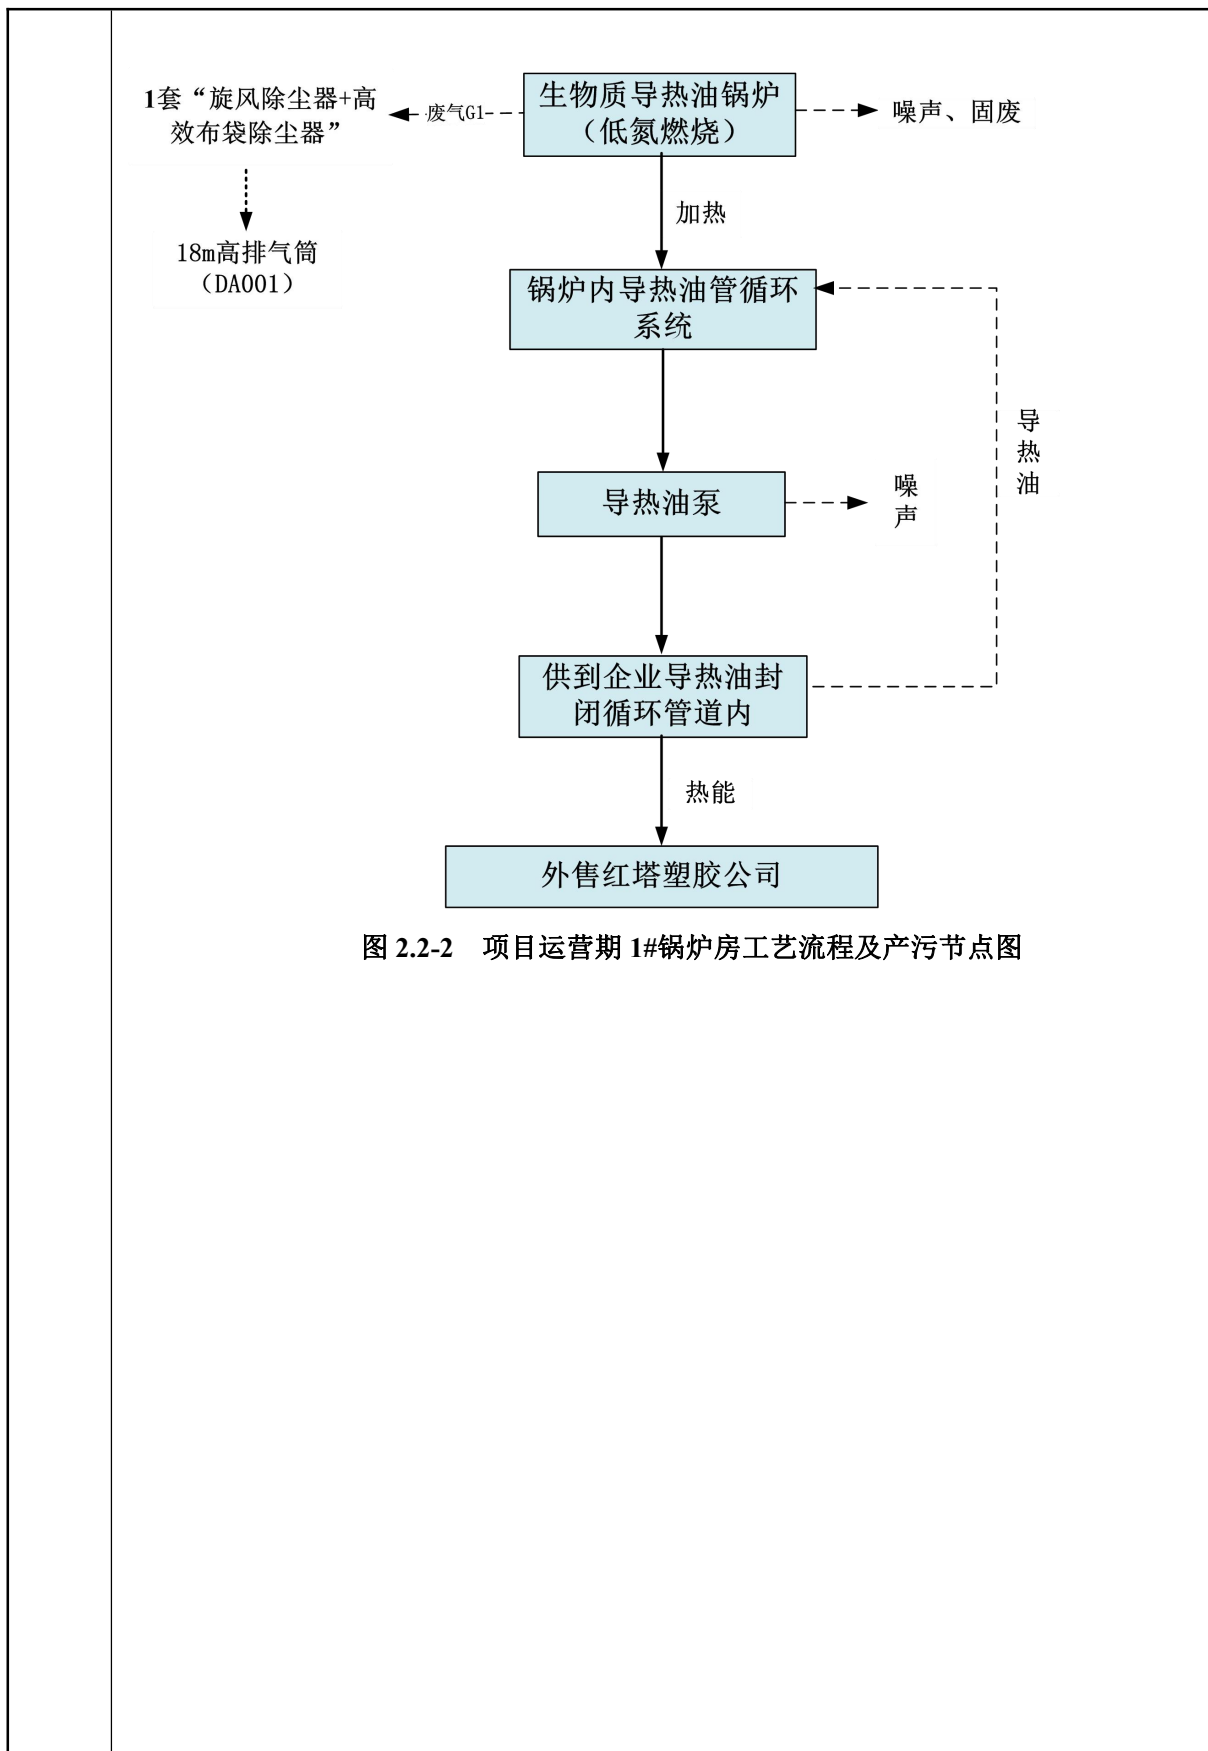 1套“旋风除尘器+高
效布袋除尘器”
废气G1
生物质导热油锅炉
（低氮燃烧）
噪声、固废
加热
18m高排气筒
（DA001）
锅炉内导热油管循环
系统
导热油
导热油泵
噪声
供到企业导热油封
闭循环管道内
热能
外售红塔塑胶公司
图 2.2-2 项目运营期 1#锅炉房工艺流程及产污节点图